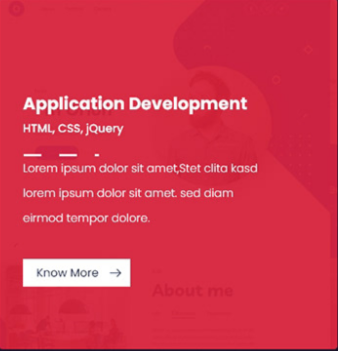 Application Development
HTML, CSS, jQuery
Lorem ipsum dolor sit amet,Stet clita kasd
lorem ipsum dolor sit amet. sed diam
eirmod tempor dolore.
Know More →
About me